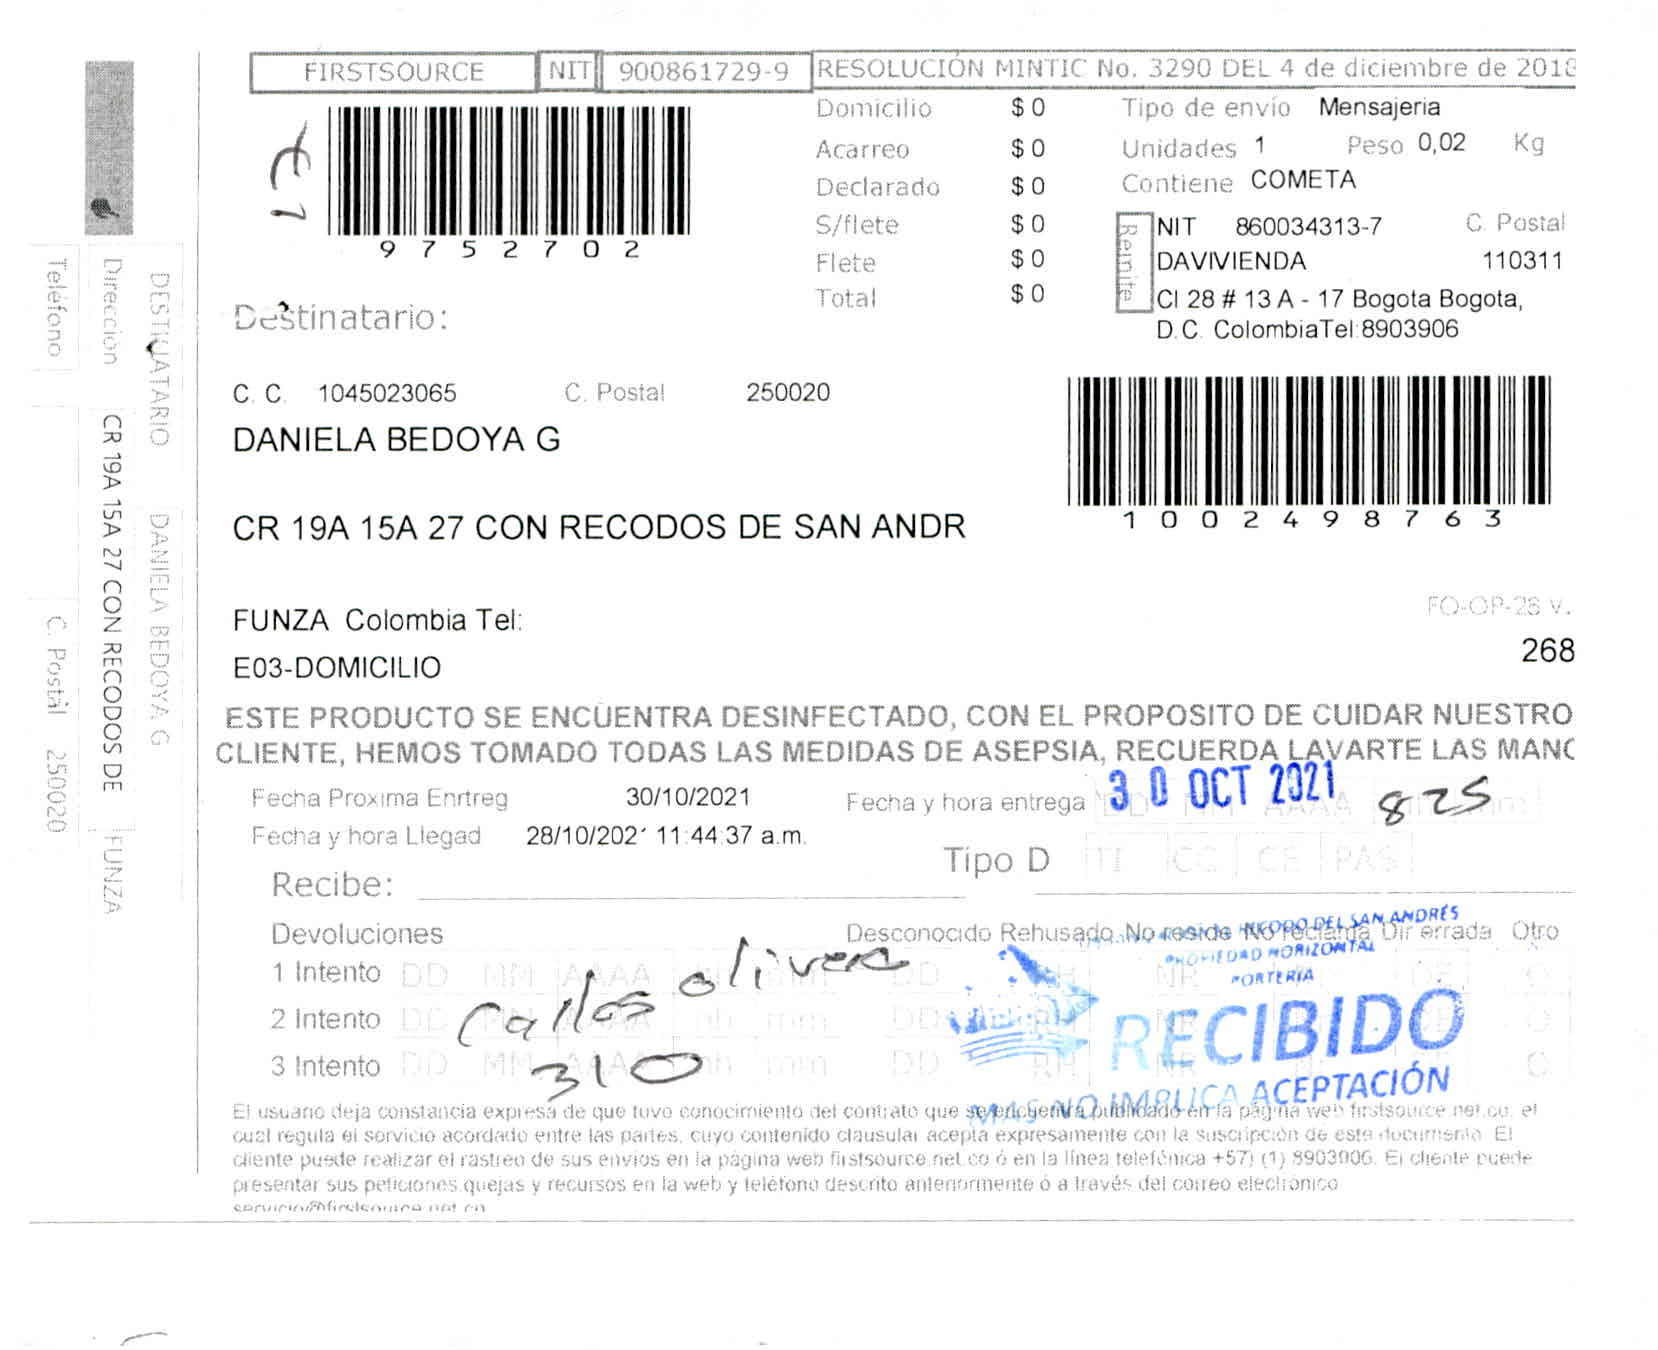 FIRSTSOURCE NIT 900861729-9 RESOLUCIÓN MINTIC No. 3290 DEL 4 de diciembre de 2018
Domicilio $ 0 Tipo de envío Mensajeria
Acarreo $ 0 Unidades 1 Peso 0,02 Kg
Declarado $ 0 Contiene COMETA
S/flete $ 0
Flete $ 0
Total $ 0
9752702
Remite
NIT 860034313-7 C. Postal
DAVIVIENDA 110311
Cl 28 # 13 A - 17 Bogota Bogota,
D.C. ColombiaTel:8903906
Destinatario:
C. C. 1045023065 C. Postal 250020
DANIELA BEDOYA G
1002498763
CR 19A 15A 27 CON RECODOS DE SAN ANDR
FUNZA Colombia Tel:
FO-OP-28 V.
268
E03-DOMICILIO
ESTE PRODUCTO SE ENCUENTRA DESINFECTADO, CON EL PROPOSITO DE CUIDAR NUESTRO
CLIENTE, HEMOS TOMADO TODAS LAS MEDIDAS DE ASEPSIA, RECUERDA LAVARTE LAS MANO
Fecha Proxima Enrtreg 30/10/2021 Fecha y hora entrega DD MM AAAA
30 OCT 2021 825
Fecha y hora Llegad 28/10/2021 11:44:37 a.m.
Tipo D TI CC CE PAS
Recibe:
Devoluciones Desconocido Rehusado No reside No reclama Dir errada Otro
1 Intento DD MM AAAA hh mm DD RH NR DE O
2 Intento DD MM AAAA hh mm DD RH NR O
3 Intento DD MM AAAA hh mm DD RH NR O
Carlos oliver
310
RECODO DEL SAN ANDRÉS
PROPIEDAD HORIZONTAL
PORTERIA
RECIBIDO
MAS NO IMPLICA ACEPTACIÓN
El usuario deja constancia expresa de que tuvo conocimiento del contrato que se encuentra publicado en la pagina web firstsource.net.co, el
cual regula el servicio acordado entre las partes, cuyo contenido clausular acepta expresamente con la suscripción de este documento. El
cliente puede realizar el rastreo de sus envíos en la página web firstsource.net.co ó en la línea telefónica +57) (1) 8903906. El cliente puede
presentar sus peticiones,quejas y recursos en la web y teléfono descrito anteriormente ó a través del correo electrónico
servicio@firstsource.net.co
DESTINATARIO DANIELA BEDOYA G
Dirección CR 19A 15A 27 CON RECODOS DE FUNZA
Teléfono C. Postal 250020